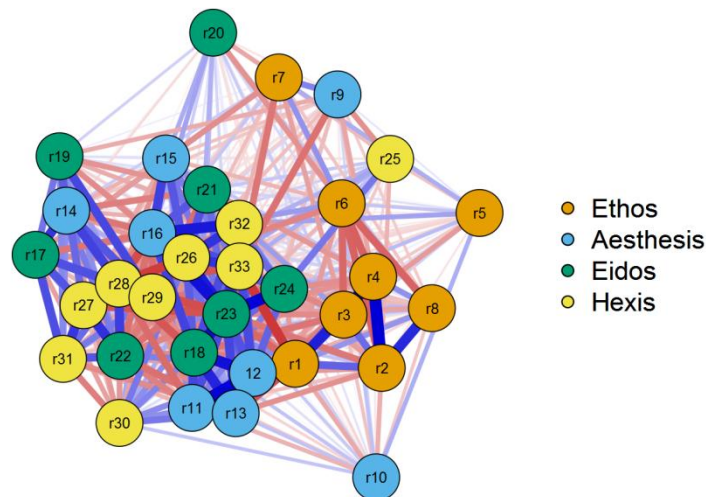 r20
r7
r9
r19
r15
r25
r21
r14
r6
r5
r32
r16
r17
r26
r33
r4
r28
r24
r27
r29
r3
r8
r23
r18
r22
r31
r1
r2
12
r11
r13
r30
r10
Ethos
Aesthesis
Eidos
Hexis